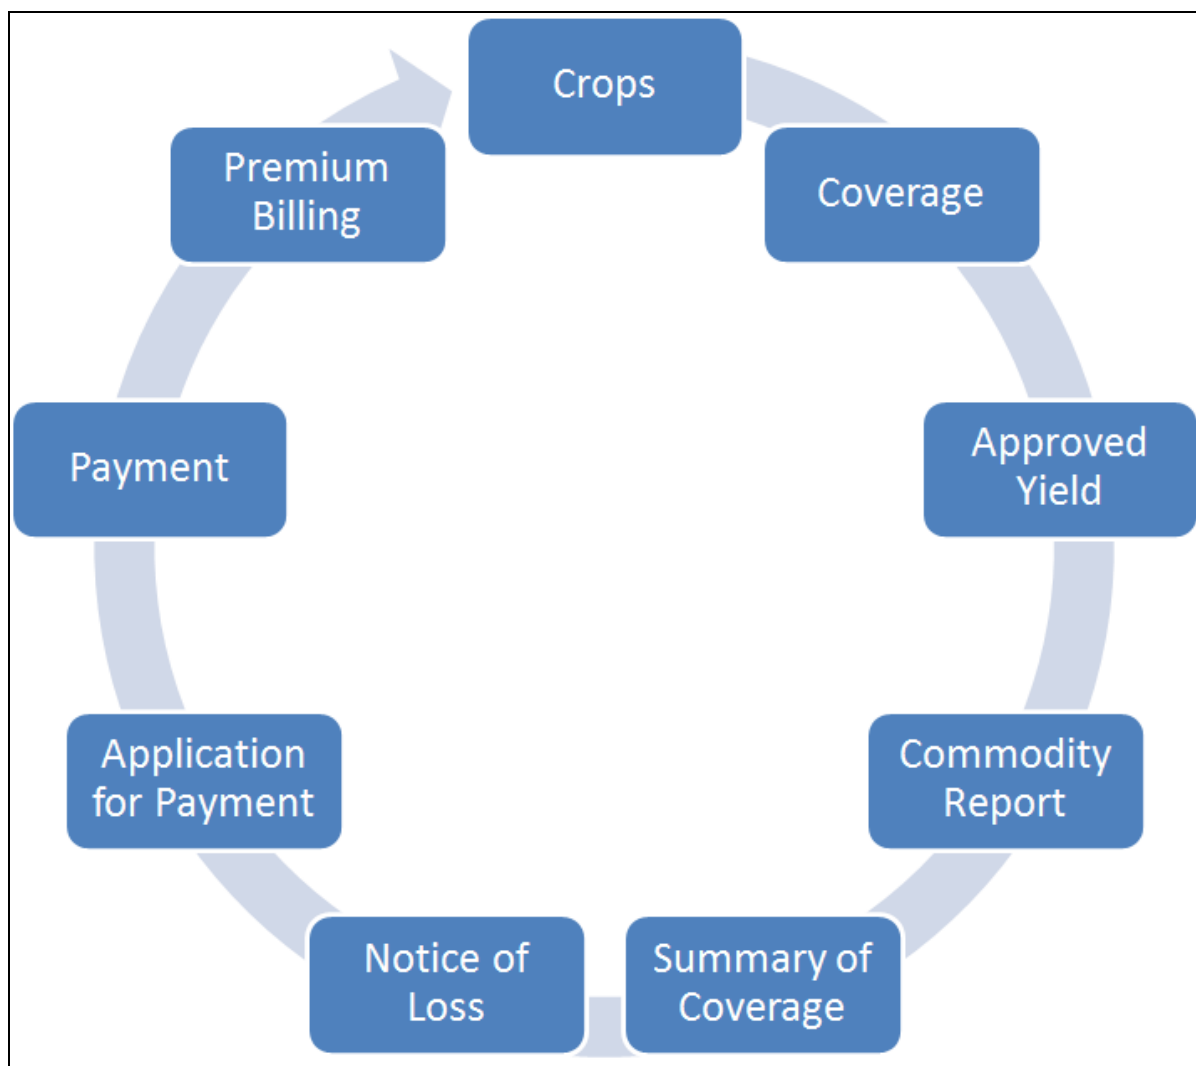 Crops
Coverage
Approved
Yield
Commodity
Report
Summary of
Coverage
Notice of
Loss
Application
for Payment
Payment
Premium
Billing